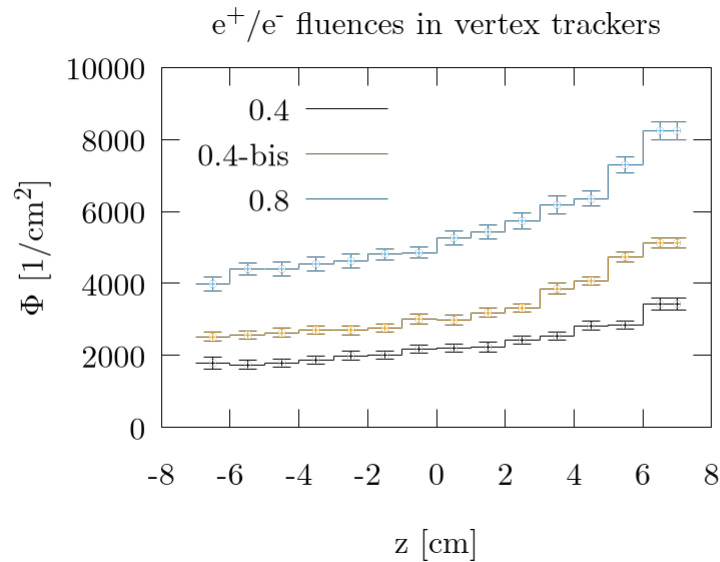 e⁺/e⁻ fluences in vertex trackers
10000
8000
6000
4000
2000
0
Φ [1/cm²]
0.4
0.4-bis
0.8
-8 -6 -4 -2 0 2 4 6 8
z [cm]